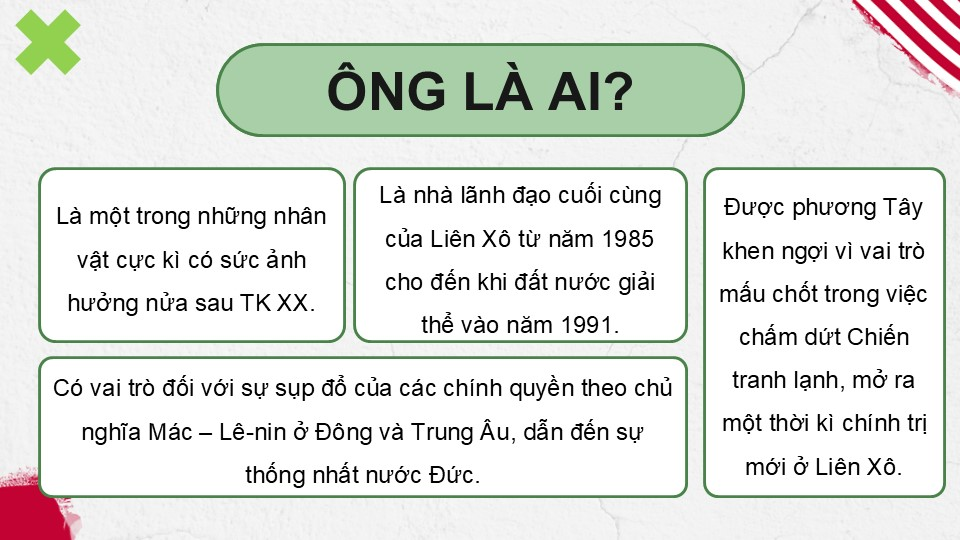 ÔNG LÀ AI?
Là một trong những nhân
vật cực kì có sức ảnh
hưởng nửa sau TK XX.
Là nhà lãnh đạo cuối cùng
của Liên Xô từ năm 1985
cho đến khi đất nước giải
thể vào năm 1991.
Được phương Tây
khen ngợi vì vai trò
mấu chốt trong việc
chấm dứt Chiến
tranh lạnh, mở ra
một thời kì chính trị
mới ở Liên Xô.
Có vai trò đối với sự sụp đổ của các chính quyền theo chủ
nghĩa Mác – Lê-nin ở Đông và Trung Âu, dẫn đến sự
thống nhất nước Đức.